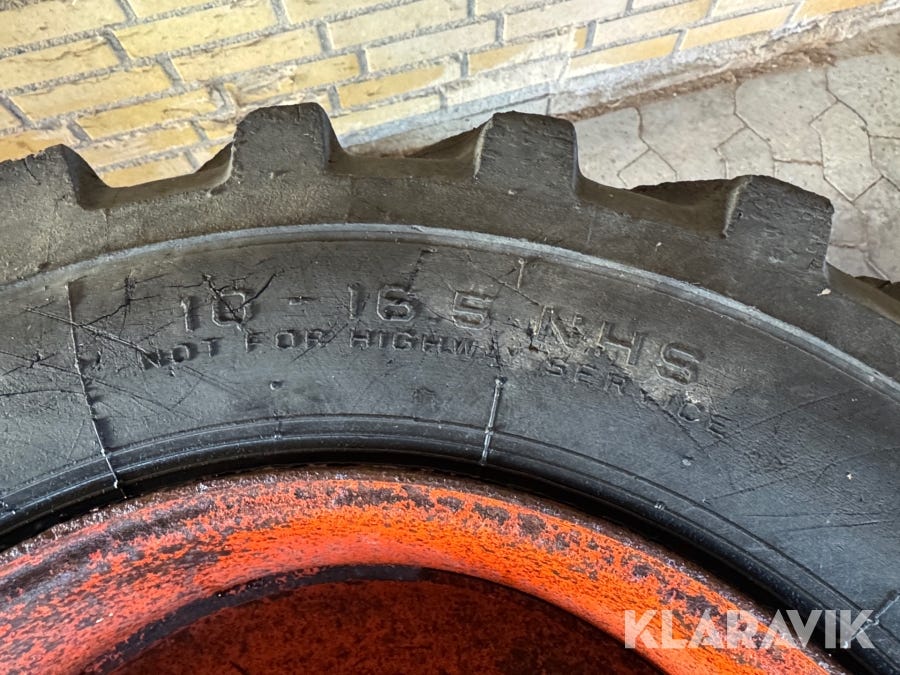 10-16.5 NHS
NOT FOR HIGHWAY SERVICE
KLARAVIK